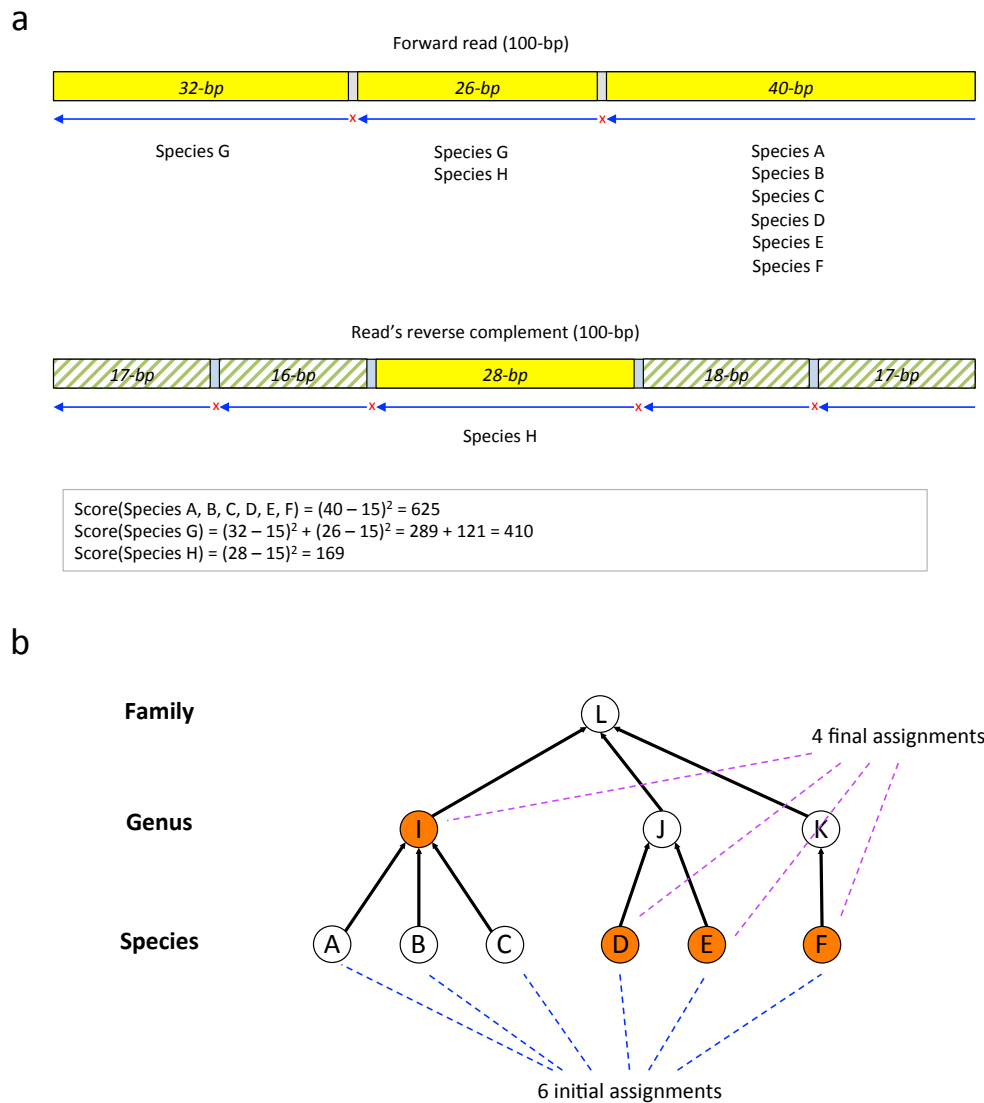 a
Forward read (100-bp)
32-bp 26-bp 40-bp
x x
Species G
Species G
Species H
Species A
Species B
Species C
Species D
Species E
Species F
Read's reverse complement (100-bp)
17-bp 16-bp 28-bp 18-bp 17-bp
x x x x
Species H
Score(Species A, B, C, D, E, F) = (40 – 15)² = 625
Score(Species G) = (32 – 15)² + (26 – 15)² = 289 + 121 = 410
Score(Species H) = (28 – 15)² = 169
b
Family L
4 final assignments
Genus I J K
Species A B C D E F
6 initial assignments